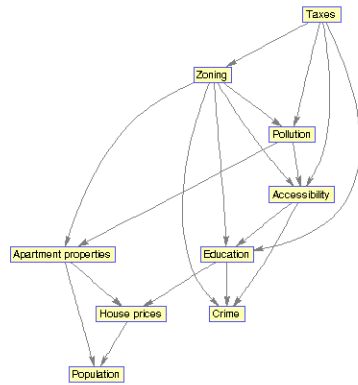 Taxes
Zoning
Pollution
Accessibility
Apartment properties
Education
House prices
Crime
Population